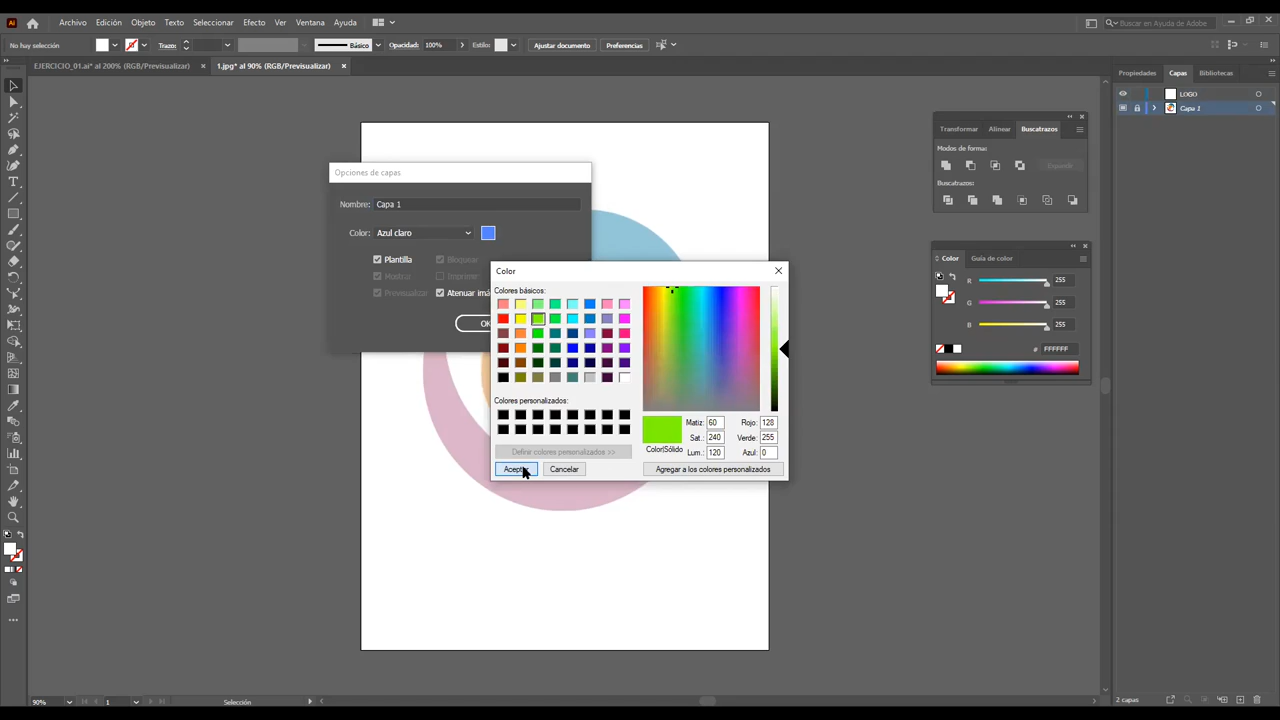 Ai Archivo Edición Objeto Texto Seleccionar Efecto Ver Ventana Ayuda Buscar en Ayuda de Adobe
No hay selección Trazo: Básico Opacidad: 100% Estilo: Ajustar documento Preferencias
EJERCICIO_01.ai* al 200% (RGB/Previsualizar) × 1.jpg* al 90% (RGB/Previsualizar) ×
Propiedades Capas Bibliotecas
LOGO
Capa 1
Transformar Alinear Buscatrazos
Modos de forma:
Expandir
Buscatrazos:
Opciones de capas
Nombre: Capa 1
Color: Azul claro
Plantilla Bloquear
Mostrar Imprimir
Previsualizar Atenuar imá
OK
Color
Colores básicos:
Colores personalizados:
Definir colores personalizados >>
Aceptar Cancelar
Matiz: 60 Rojo: 128
Sat.: 240 Verde: 255
Color|Sólido Lum.: 120 Azul: 0
Agregar a los colores personalizados
Color Guía de color
R 255
G 255
B 255
# FFFFFF
90% 1 Selección
2 capas